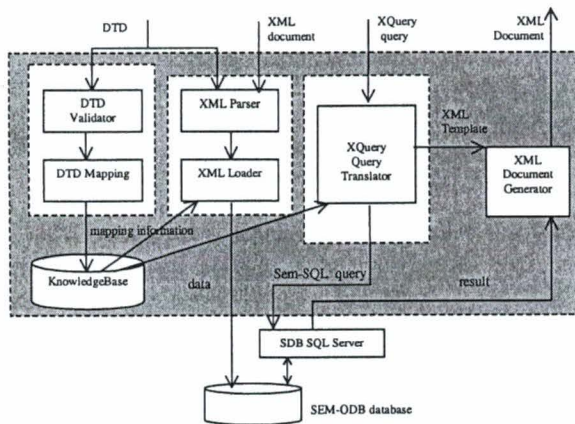 DTD
XML
document
XQuery
query
XML
Document
DTD
Validator
XML Parser
XQuery
Query
Translator
XML
Template
XML
Document
Generator
DTD Mapping
XML Loader
mapping information
KnowledgeBase
data
Sem-SQL query
result
SDB SQL Server
SEM-ODB database